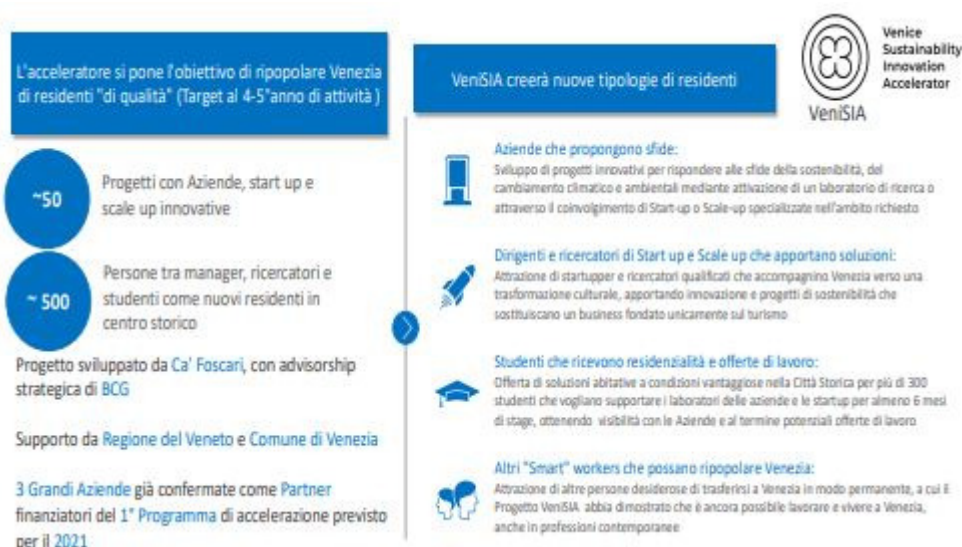 L'acceleratore si pone l'obiettivo di ripopolare Venezia
di residenti "di qualità" (Target al 4-5°anno di attività )
~50
Progetti con Aziende, start up e
scale up innovative
~ 500
Persone tra manager, ricercatori e
studenti come nuovi residenti in
centro storico
Progetto sviluppato da Ca' Foscari, con advisorship
strategica di BCG
Supporto da Regione del Veneto e Comune di Venezia
3 Grandi Aziende già confermate come Partner
finanziatori del 1° Programma di accelerazione previsto
per il 2021
VeniSIA creerà nuove tipologie di residenti
Venice
Sustainability
Innovation
Accelerator
VeniSIA
Aziende che propongono sfide:
Sviluppo di progetti innovativi per rispondere alle sfide della sostenibilità, del
cambiamento climatico e ambientali mediante attivazione di un laboratorio di ricerca o
attraverso il coinvolgimento di Start-up o Scale-up specializzate nell'ambito richiesto
Dirigenti e ricercatori di Start up e Scale up che apportano soluzioni:
Attrazione di startupper e ricercatori qualificati che accompagnino Venezia verso una
trasformazione culturale, apportando innovazione e progetti di sostenibilità che
sostituiscano un business fondato unicamente sul turismo
Studenti che ricevono residenzialità e offerte di lavoro:
Offerta di soluzioni abitative a condizioni vantaggiose nella Città Storica per più di 300
studenti che vogliano supportare i laboratori delle aziende e le startup per almeno 6 mesi
di stage, ottenendo visibilità con le Aziende e al termine potenziali offerte di lavoro
Altri "Smart" workers che possano ripopolare Venezia:
Attrazione di altre persone desiderose di trasferirsi a Venezia in modo permanente, a cui il
Progetto VeniSIA abbia dimostrato che è ancora possibile lavorare e vivere a Venezia,
anche in professioni contemporanee